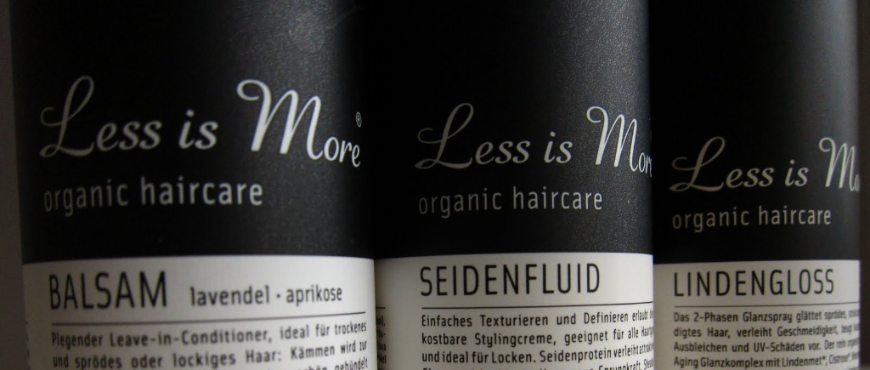 Less is More®
organic haircare
BALSAM lavendel · aprikose
Plegender Leave-in-Conditioner, ideal für trockenes
und sprödes oder lockiges Haar: Kämmen wird zur
Less is More
organic haircare
SEIDENFLUID
Einfaches Texturieren und Definieren erlaubt
kostbare Stylingcreme, geeignet für alle
und ideal für Locken. Seidenprotein verleiht
Less is
organic haircare
LINDENGLOSS
Das 2-Phasen Glanzspray glättet sprödes,
digtes Haar, verleiht Geschmeidigkeit, beugt
Ausbleichen und UV-Schäden vor. Der rein
Aging Glanzkomplex mit Lindenmet*,